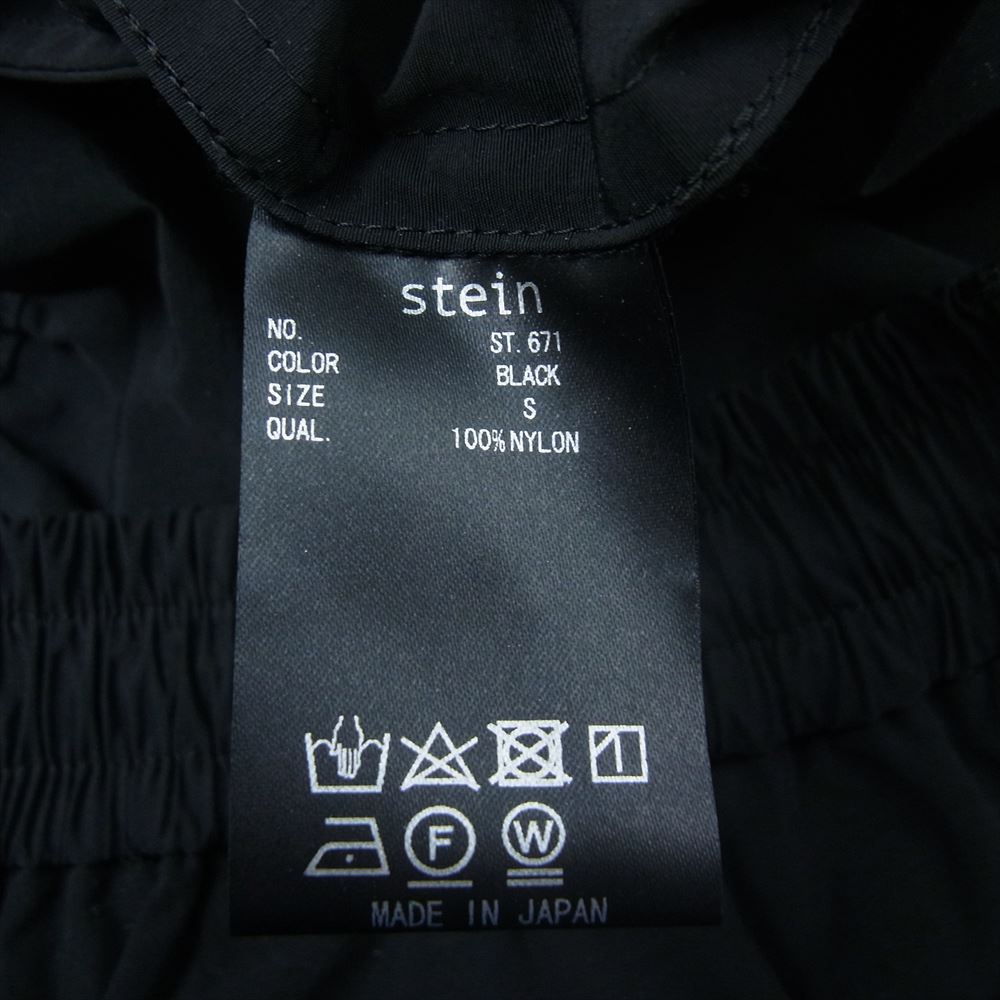 stein
NO. ST. 671
COLOR BLACK
SIZE S
QUAL. 100% NYLON
F W
MADE IN JAPAN